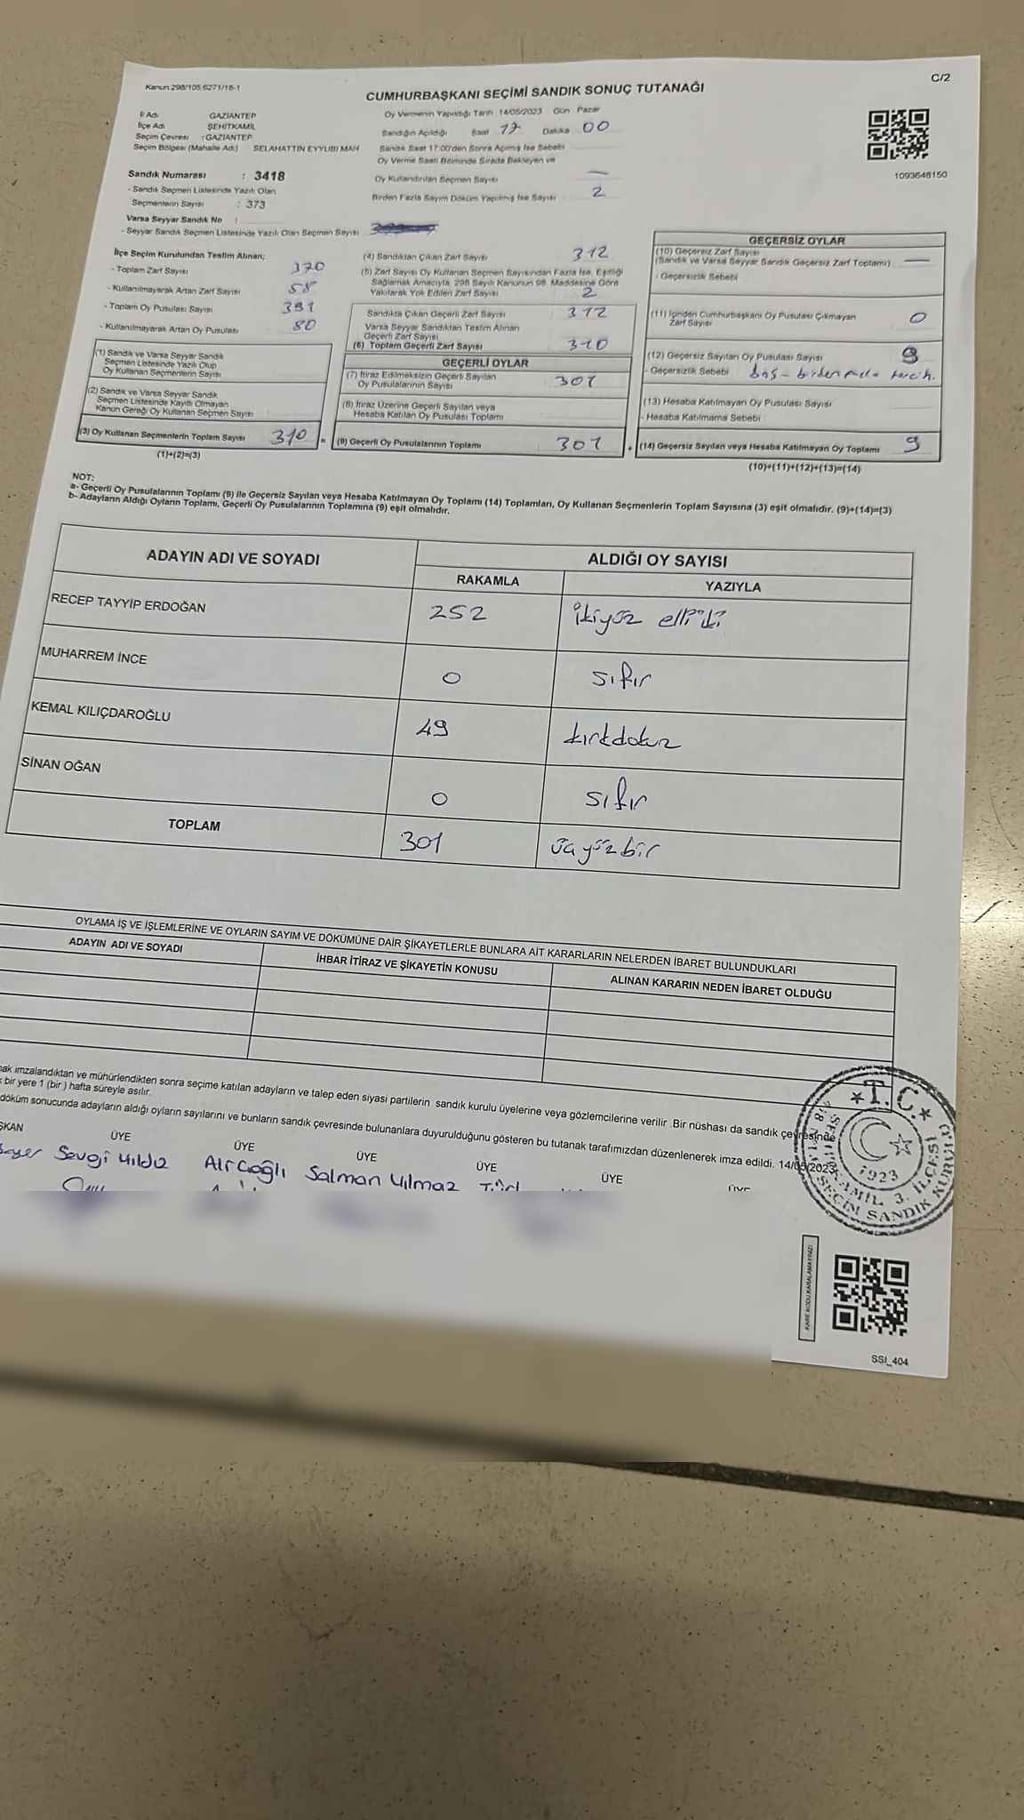 Kanun 298/105.6271/16-1
C/2
CUMHURBAŞKANI SEÇİMİ SANDIK SONUÇ TUTANAĞI
İl Adı GAZİANTEP
İlçe Adı ŞEHİTKAMİL
Seçim Çevresi : GAZİANTEP
Seçim Bölgesi (Mahalle Adı) SELAHATTİN EYYUBİ MAH
Oy Vermenin Yapıldığı Tarih 14/05/2023 Gün Pazar
Sandığın Açıldığı Saat 17 Dakika 00
Sandık Saat 17:00'den Sonra Açılmış İse Sebebi
Oy Verme Saati Bitiminde Sırada Bekleyen ve
Oy Kullandırılan Seçmen Sayısı —
Birden Fazla Sayım Döküm Yapılmış İse Sayısı 2
1093648150
Sandık Numarası : 3418
- Sandık Seçmen Listesinde Yazılı Olan
Seçmenlerin Sayısı : 373
Varsa Seyyar Sandık No :
- Seyyar Sandık Seçmen Listesinde Yazılı Olan Seçmen Sayısı
İlçe Seçim Kurulundan Teslim Alınan;
- Toplam Zarf Sayısı 370
- Kullanılmayarak Artan Zarf Sayısı 58
- Toplam Oy Pusulası Sayısı 391
- Kullanılmayarak Artan Oy Pusulası 80
(1) Sandık ve Varsa Seyyar Sandık
Seçmen Listesinde Yazılı Olup
Oy Kullanan Seçmenlerin Sayısı
(2) Sandık ve Varsa Seyyar Sandık
Seçmen Listesinde Kayıtlı Olmayan
Kanun Gereği Oy Kullanan Seçmen Sayısı
(3) Oy Kullanan Seçmenlerin Toplam Sayısı 310
(1)+(2)=(3)
(4) Sandıktan Çıkan Zarf Sayısı 312
(5) Zarf Sayısı Oy Kullanan Seçmen Sayısından Fazla İse, Eşitliği
Sağlamak Amacıyla, 298 Sayılı Kanunun 98. Maddesine Göre
Yakılarak Yok Edilen Zarf Sayısı 2
Sandıkta Çıkan Geçerli Zarf Sayısı 312
Varsa Seyyar Sandıktan Teslim Alınan
Geçerli Zarf Sayısı
(6) Toplam Geçerli Zarf Sayısı 310
GEÇERLİ OYLAR
(7) İtiraz Edilmeksizin Geçerli Sayılan
Oy Pusulalarının Sayısı 301
(8) İtiraz Üzerine Geçerli Sayılan veya
Hesaba Katılan Oy Pusulası Toplamı
(9) Geçerli Oy Pusulalarının Toplamı 301
GEÇERSİZ OYLAR
(10) Geçersiz Zarf Sayısı
(Sandık ve Varsa Seyyar Sandık Geçersiz Zarf Toplamı) —
- Geçersizlik Sebebi
(11) İçinden Cumhurbaşkanı Oy Pusulası Çıkmayan
Zarf Sayısı 0
(12) Geçersiz Sayılan Oy Pusulası Sayısı 9
- Geçersizlik Sebebi boş - birden fazla tercih.
(13) Hesaba Katılmayan Oy Pusulası Sayısı
- Hesaba Katılmama Sebebi
(14) Geçersiz Sayılan veya Hesaba Katılmayan Oy Toplamı 9
(10)+(11)+(12)+(13)=(14)
NOT:
a- Geçerli Oy Pusulalarının Toplamı (9) ile Geçersiz Sayılan veya Hesaba Katılmayan Oy Toplamı (14) Toplamları, Oy Kullanan Seçmenlerin Toplam Sayısına (3) eşit olmalıdır. (9)+(14)=(3)
b- Adayların Aldığı Oyların Toplamı, Geçerli Oy Pusulalarının Toplamına (9) eşit olmalıdır.
ADAYIN ADI VE SOYADI ALDIĞI OY SAYISI
RAKAMLA YAZIYLA
RECEP TAYYİP ERDOĞAN 252 ikiyüz elliiki
MUHARREM İNCE 0 sıfır
KEMAL KILIÇDAROĞLU 49 kırkdokuz
SİNAN OĞAN 0 sıfır
TOPLAM 301 üçyüzbir
OYLAMA İŞ VE İŞLEMLERİNE VE OYLARIN SAYIM VE DÖKÜMÜNE DAİR ŞİKAYETLERLE BUNLARA AİT KARARLARIN NELERDEN İBARET BULUNDUKLARI
ADAYIN ADI VE SOYADI İHBAR İTİRAZ VE ŞİKAYETİN KONUSU ALINAN KARARIN NEDEN İBARET OLDUĞU
nak imzalandıktan ve mühürlendikten sonra seçime katılan adayların ve talep eden siyasi partilerin sandık kurulu üyelerine veya gözlemcilerine verilir. Bir nüshası da sandık çevresinde
bir yere 1 (bir) hafta süreyle asılır.
döküm sonucunda adayların aldığı oyların sayılarını ve bunların sandık çevresinde bulunanlara duyurulduğunu gösteren bu tutanak tarafımızdan düzenlenerek imza edildi. 14/05/2023
ŞKAN ÜYE ÜYE ÜYE ÜYE ÜYE
Sevgi Yıldız Ali Salman Yılmaz
T.C.
1923
ŞEHİTKAMİL 3. İLÇESİ
SEÇİM SANDIK KURULU
SSI_404